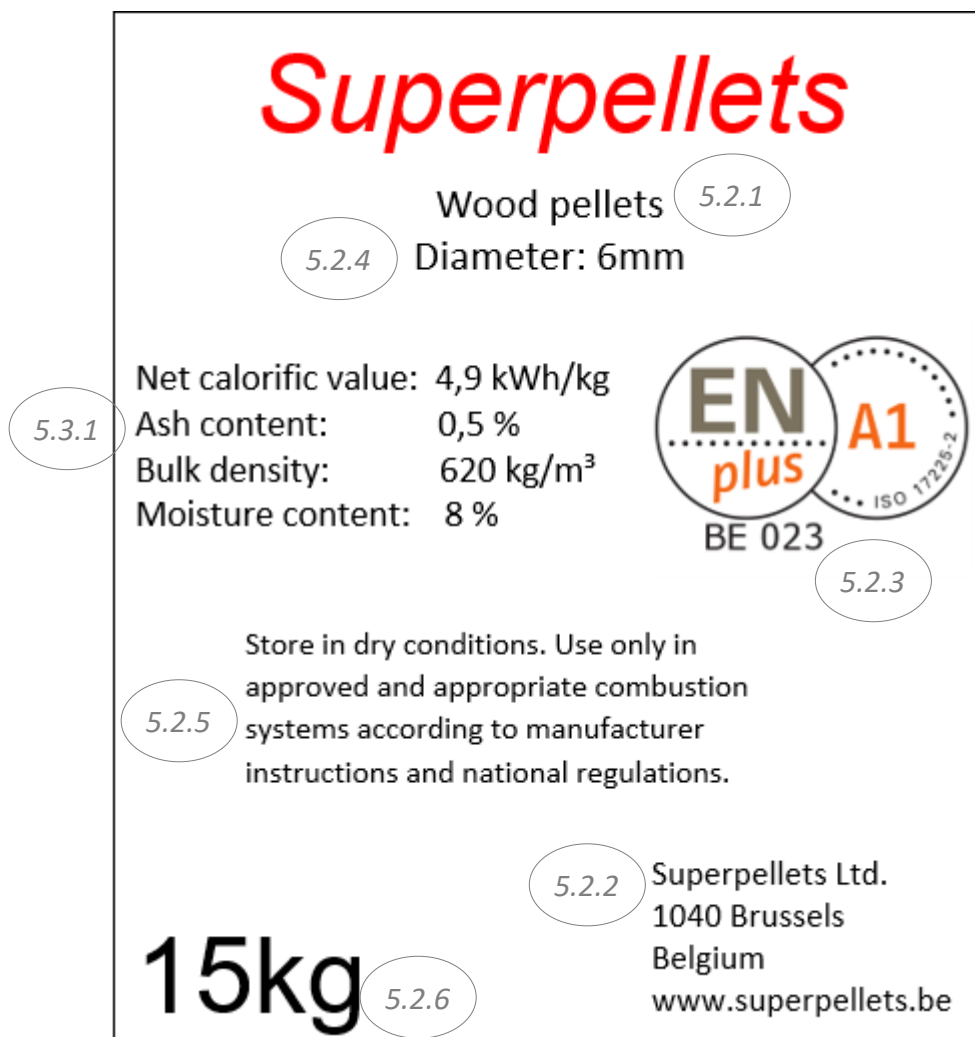 Superpellets
Wood pellets 5.2.1
5.2.4 Diameter: 6mm
Net calorific value: 4,9 kWh/kg
5.3.1 Ash content: 0,5 %
Bulk density: 620 kg/m³
Moisture content: 8 %
EN
plus
A1
ISO 17225-2
BE 023
5.2.3
Store in dry conditions. Use only in
approved and appropriate combustion
5.2.5 systems according to manufacturer
instructions and national regulations.
5.2.2 Superpellets Ltd.
1040 Brussels
Belgium
www.superpellets.be
15kg 5.2.6